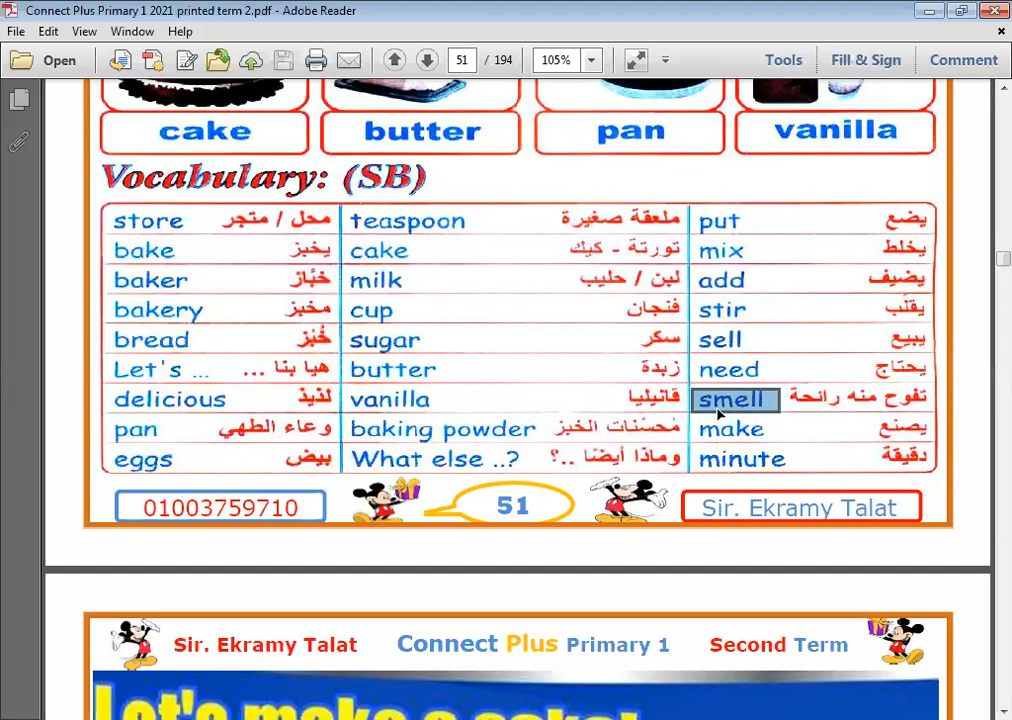 Connect Plus Primary 1 2021 printed term 2.pdf - Adobe Reader
File Edit View Window Help
Open 51 / 194 105% Tools Fill & Sign Comment
cake butter pan vanilla
Vocabulary: (SB)
store محل / متجر teaspoon ملعقة صغيرة put يضع
bake يخبز cake تورتة - كيك mix يخلط
baker خبَّاز milk لبن / حليب add يضيف
bakery مخبز cup فنجان stir يقلِّب
bread خُبْز sugar سكر sell يبيع
Let's ... هيا بنا ... butter زبدة need يحتاج
delicious لذيذ vanilla ڤانيليا smell تفوح منه رائحة
pan وعاء الطهي baking powder مُحسّنات الخبز make يصنع
eggs بيض What else ..? وماذا أيضًا ..؟ minute دقيقة
01003759710 51 Sir. Ekramy Talat
Sir. Ekramy Talat Connect Plus Primary 1 Second Term
Let's make a cake!